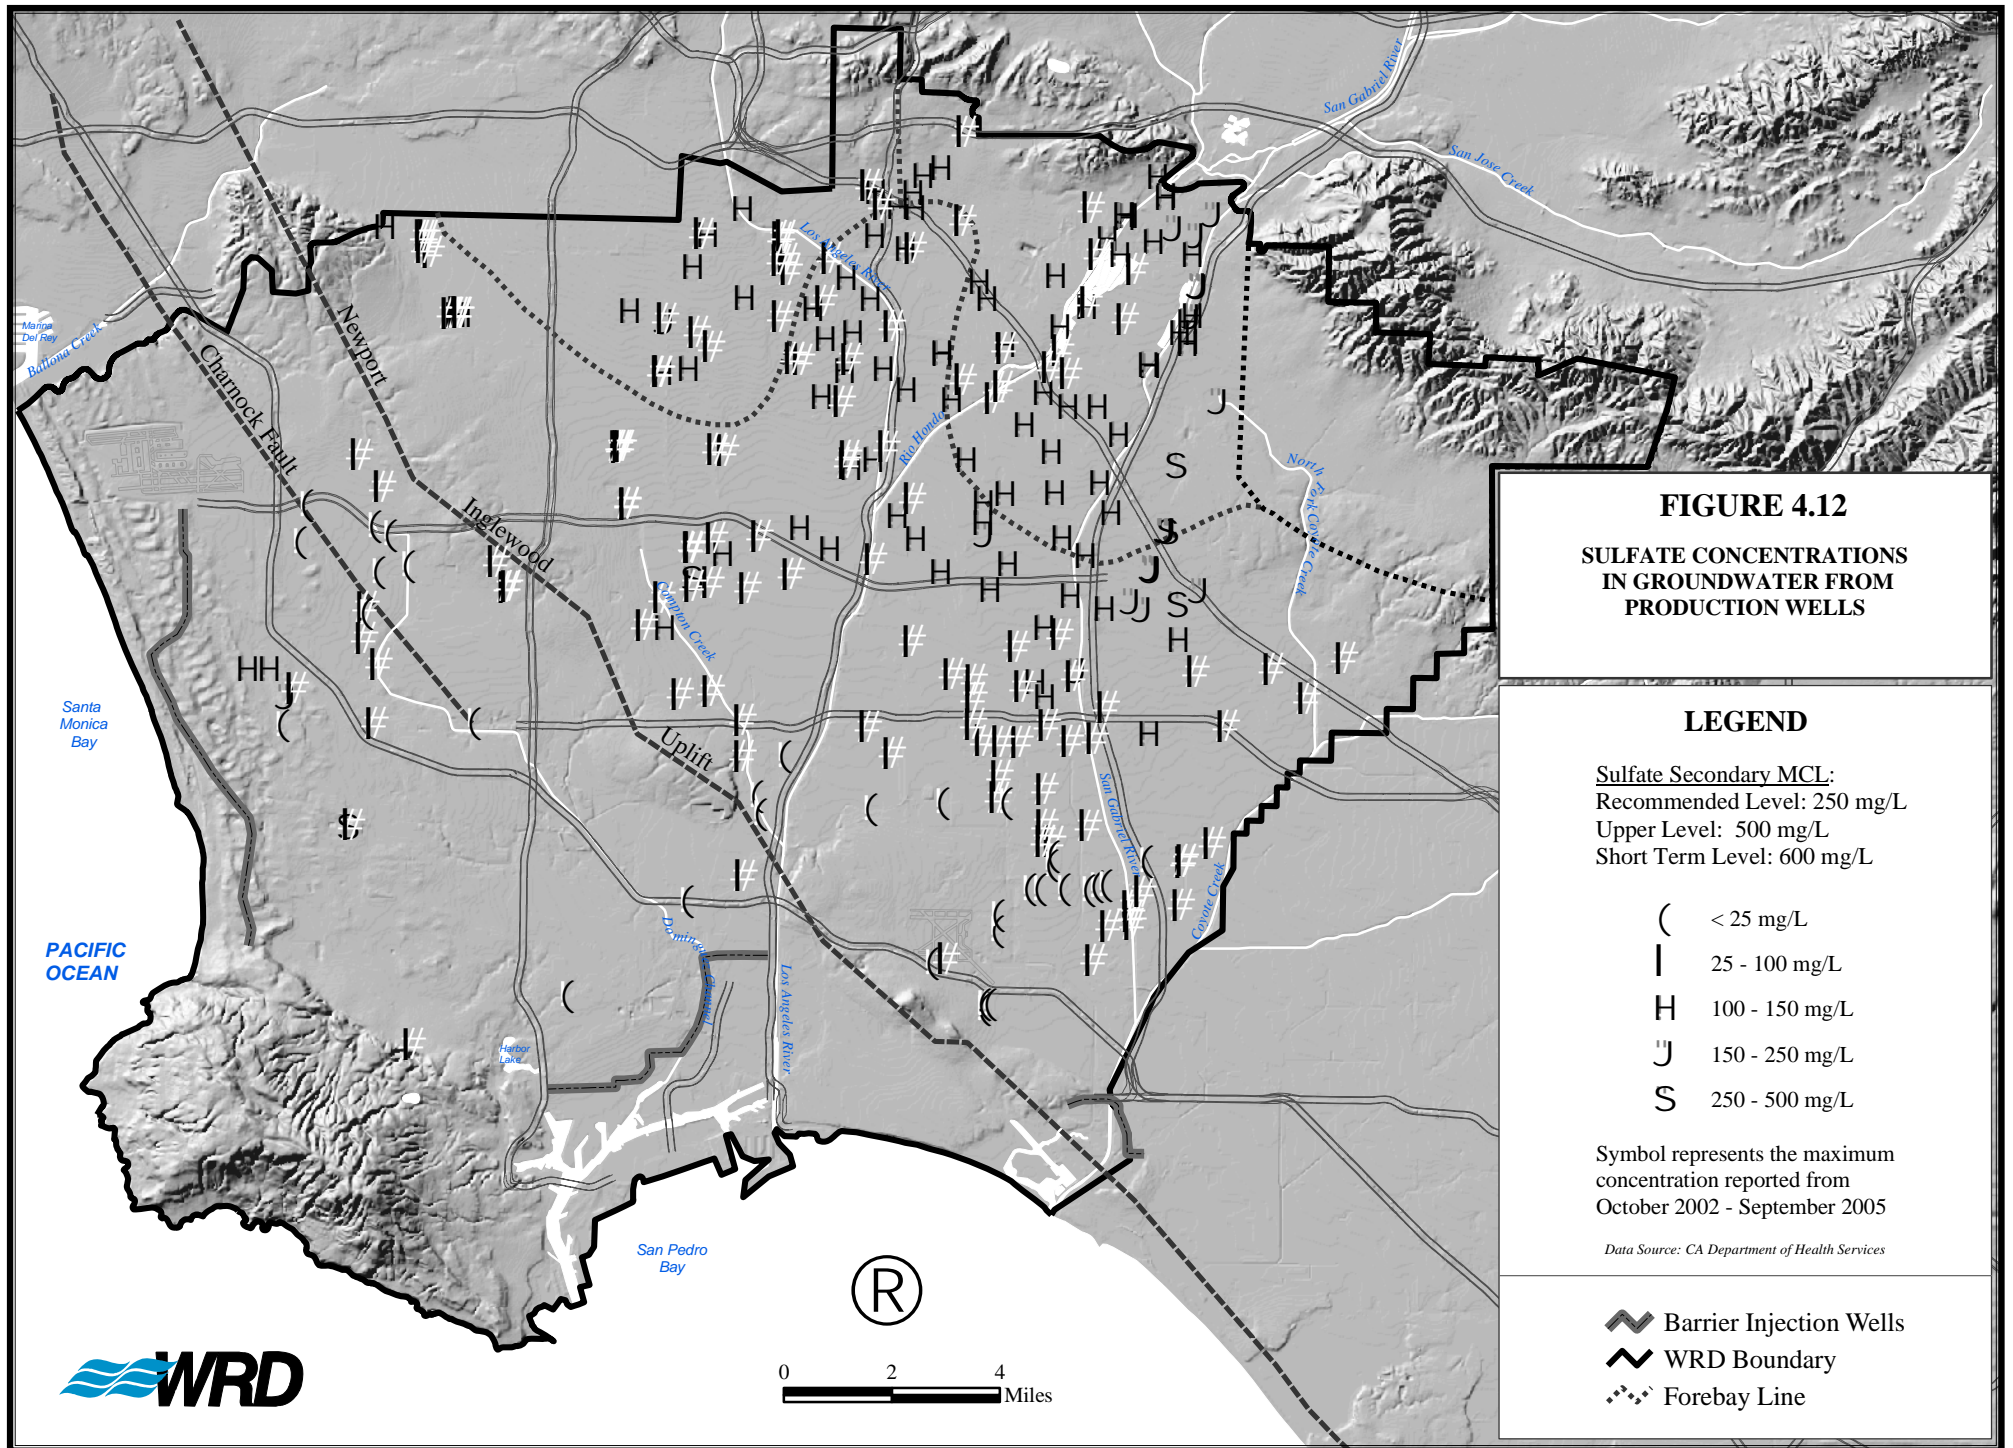 San Gabriel River
San Jose Creek
Los Angeles River
Newport
Marina
Del Rey
Ballona Creek
Charnock Fault
Rio Hondo
North
Fork Coyote Creek
Inglewood
Compton Creek
Santa
Monica
Bay
Uplift
San Gabriel River
Coyote Creek
Dominguez Channel
PACIFIC
OCEAN
Los Angeles River
Harbor
Lake
San Pedro
Bay
R
WRD
0 2 4
Miles
FIGURE 4.12
SULFATE CONCENTRATIONS
IN GROUNDWATER FROM
PRODUCTION WELLS
LEGEND
Sulfate Secondary MCL:
Recommended Level: 250 mg/L
Upper Level: 500 mg/L
Short Term Level: 600 mg/L
( < 25 mg/L
| 25 - 100 mg/L
H 100 - 150 mg/L
"J 150 - 250 mg/L
S 250 - 500 mg/L
Symbol represents the maximum
concentration reported from
October 2002 - September 2005
Data Source: CA Department of Health Services
Barrier Injection Wells
WRD Boundary
Forebay Line